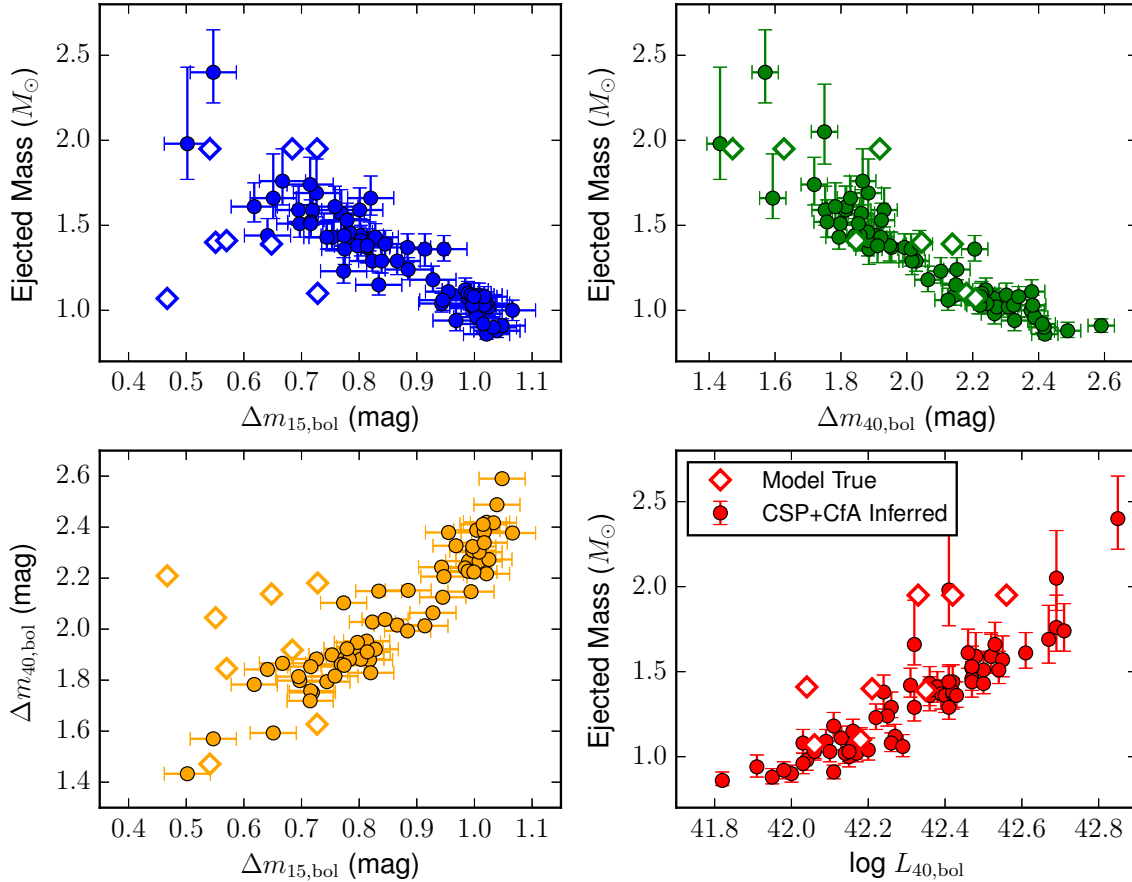 2.5
2.0
1.5
1.0
Ejected Mass (M⊙)
0.4 0.5 0.6 0.7 0.8 0.9 1.0 1.1
Δm15,bol (mag)
2.5
2.0
1.5
1.0
Ejected Mass (M⊙)
1.4 1.6 1.8 2.0 2.2 2.4 2.6
Δm40,bol (mag)
2.6
2.4
2.2
2.0
1.8
1.6
1.4
Δm40,bol (mag)
0.4 0.5 0.6 0.7 0.8 0.9 1.0 1.1
Δm15,bol (mag)
Model True
CSP+CfA Inferred
2.5
2.0
1.5
1.0
Ejected Mass (M⊙)
41.8 42.0 42.2 42.4 42.6 42.8
log L40,bol